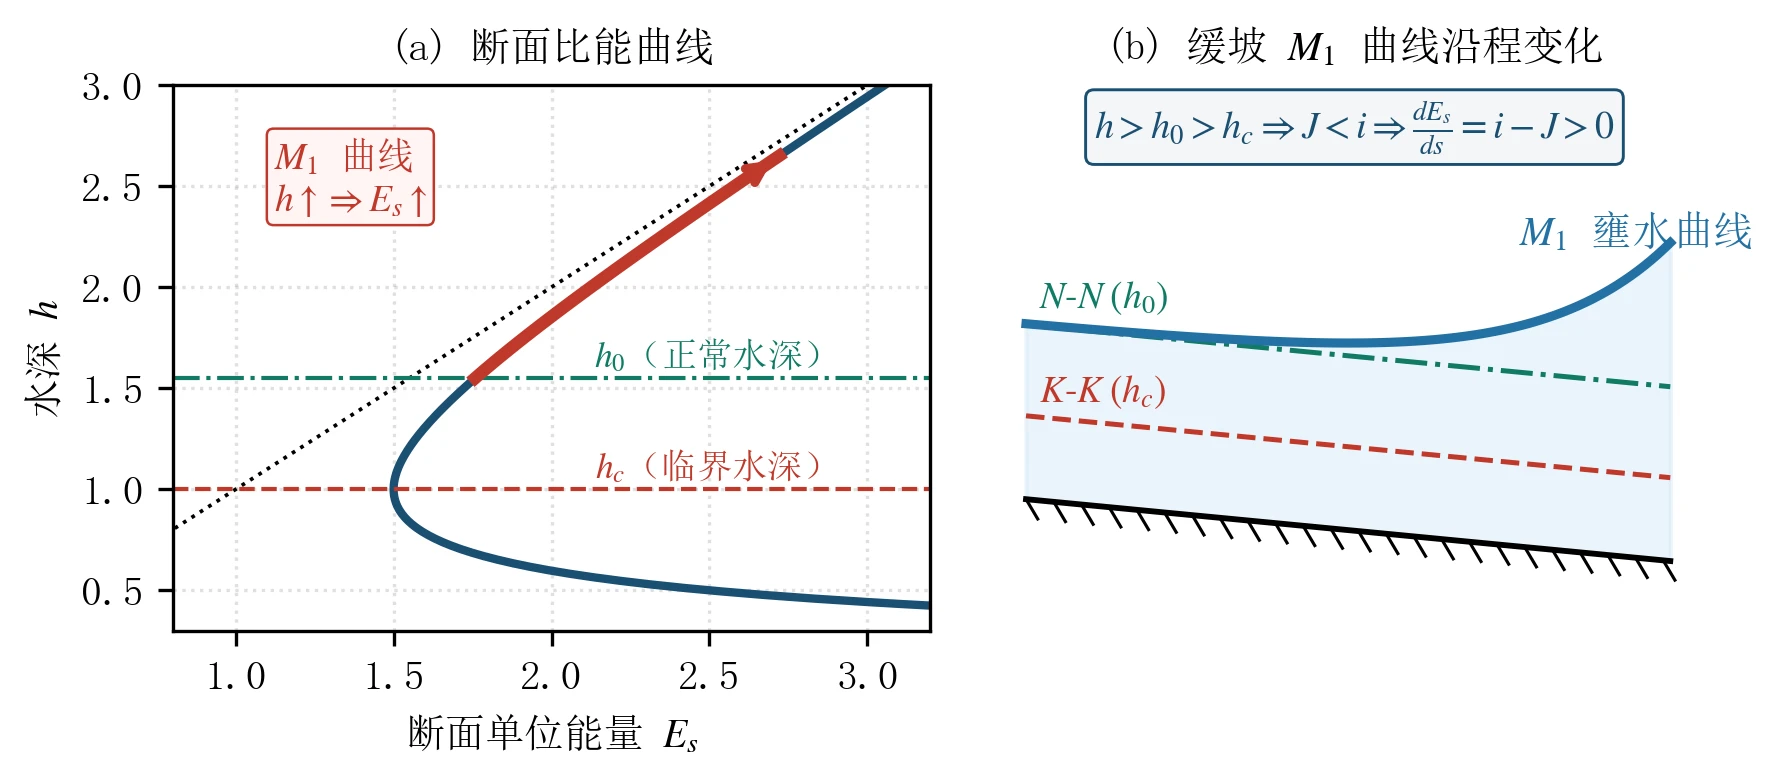 (a) 断面比能曲线
3.0
2.5
2.0
1.5
1.0
0.5
水深 h
M₁ 曲线
h↑ ⇒ Eₛ↑
h₀（正常水深）
h_c（临界水深）
1.0 1.5 2.0 2.5 3.0
断面单位能量 Eₛ
(b) 缓坡 M₁ 曲线沿程变化
h > h₀ > h_c ⇒ J < i ⇒ dEₛ/ds = i − J > 0
M₁ 壅水曲线
N-N (h₀)
K-K (h_c)